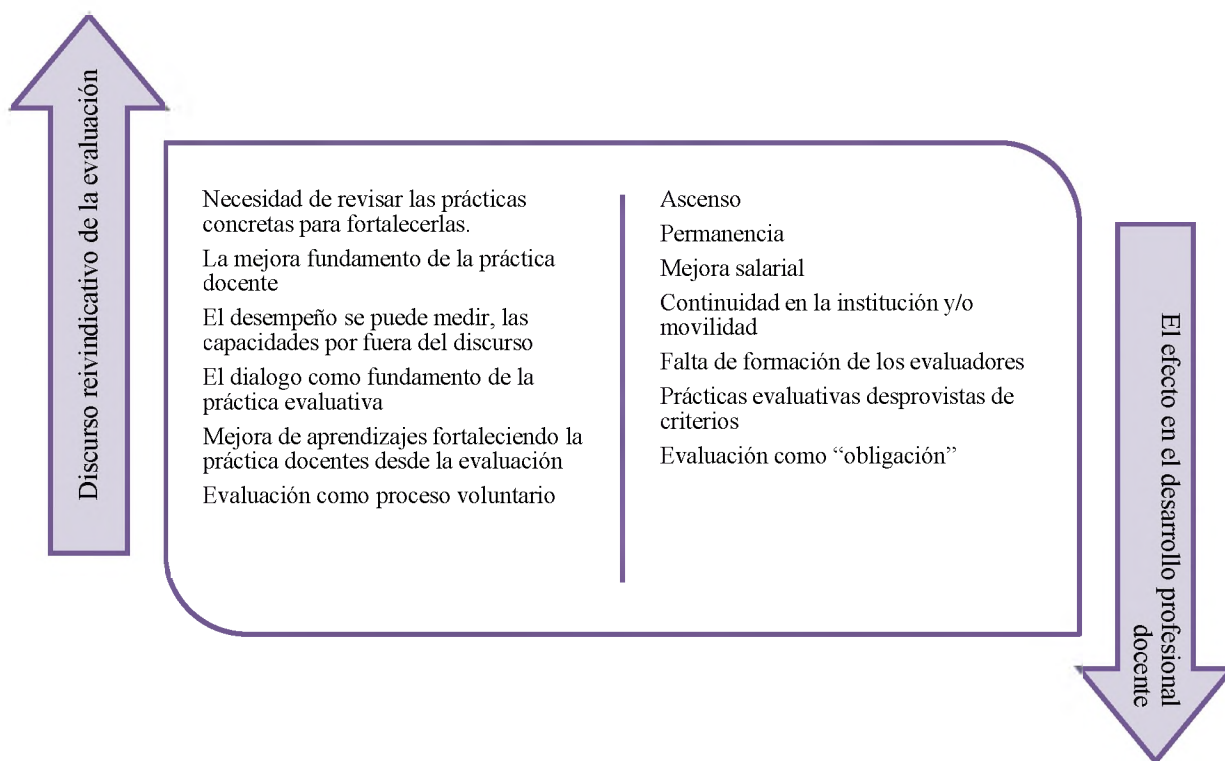 Discurso reivindicativo de la evaluación
Necesidad de revisar las prácticas
concretas para fortalecerlas.
La mejora fundamento de la práctica
docente
El desempeño se puede medir, las
capacidades por fuera del discurso
El dialogo como fundamento de la
práctica evaluativa
Mejora de aprendizajes fortaleciendo la
práctica docentes desde la evaluación
Evaluación como proceso voluntario
Ascenso
Permanencia
Mejora salarial
Continuidad en la institución y/o
movilidad
Falta de formación de los evaluadores
Prácticas evaluativas desprovistas de
criterios
Evaluación como “obligación”
El efecto en el desarrollo profesional
docente